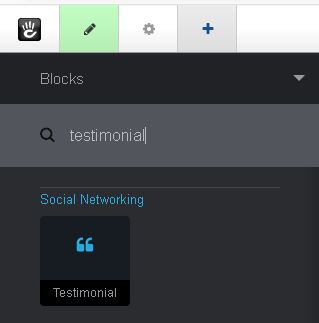 Blocks
testimonial
Social Networking
Testimonial